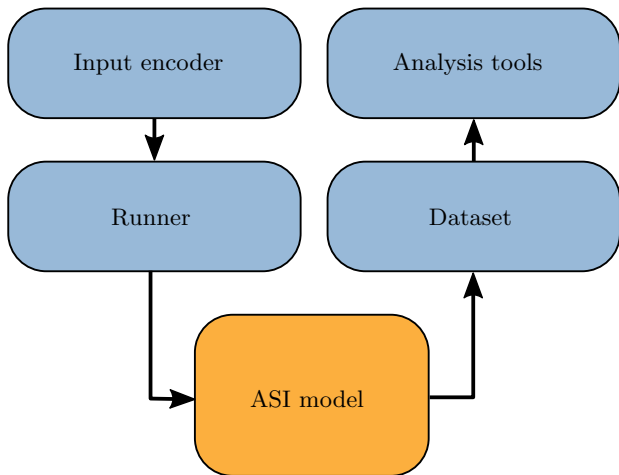 Input encoder
Analysis tools
Runner
Dataset
ASI model